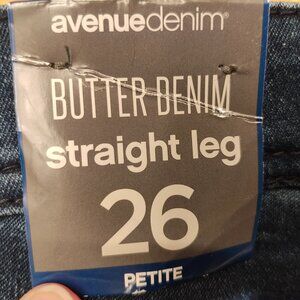 avenuedenim®
BUTTER DENIM
straight leg
26
PETITE